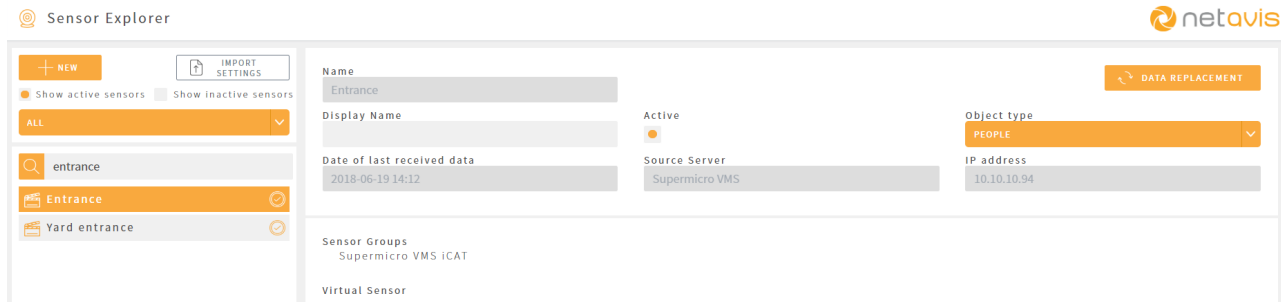 Sensor Explorer
netavis
NEW
IMPORT
SETTINGS
Show active sensors
Show inactive sensors
ALL
entrance
Entrance
Yard entrance
Name
Entrance
DATA REPLACEMENT
Display Name
Active
Object type
PEOPLE
Date of last received data
Source Server
IP address
2018-06-19 14:12
Supermicro VMS
10.10.10.94
Sensor Groups
Supermicro VMS iCAT
Virtual Sensor